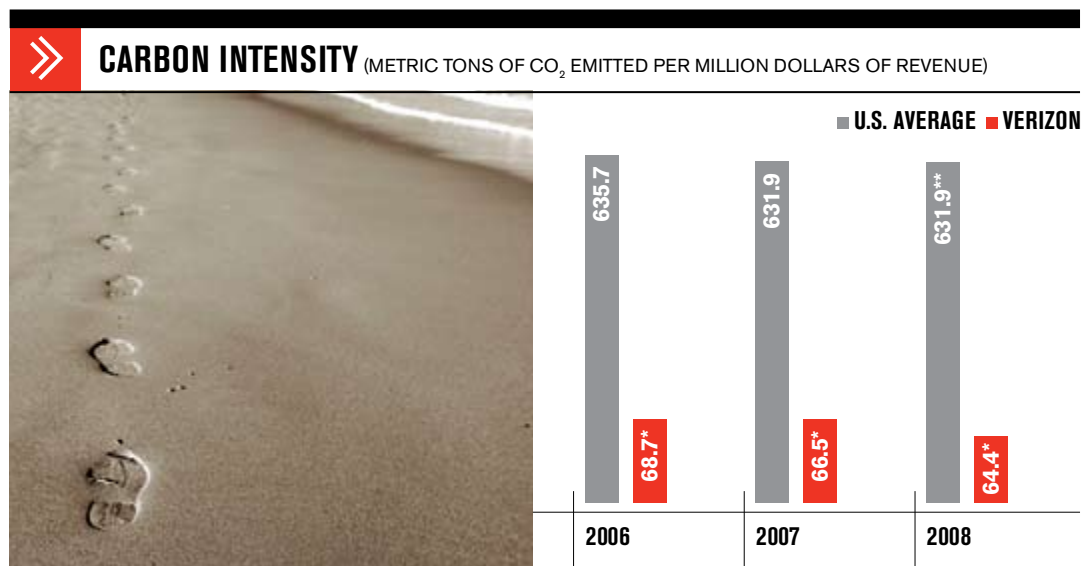 CARBON INTENSITY (METRIC TONS OF CO₂ EMITTED PER MILLION DOLLARS OF REVENUE)
U.S. AVERAGE VERIZON
635.7
68.7*
631.9
66.5*
631.9**
64.4*
2006 2007 2008